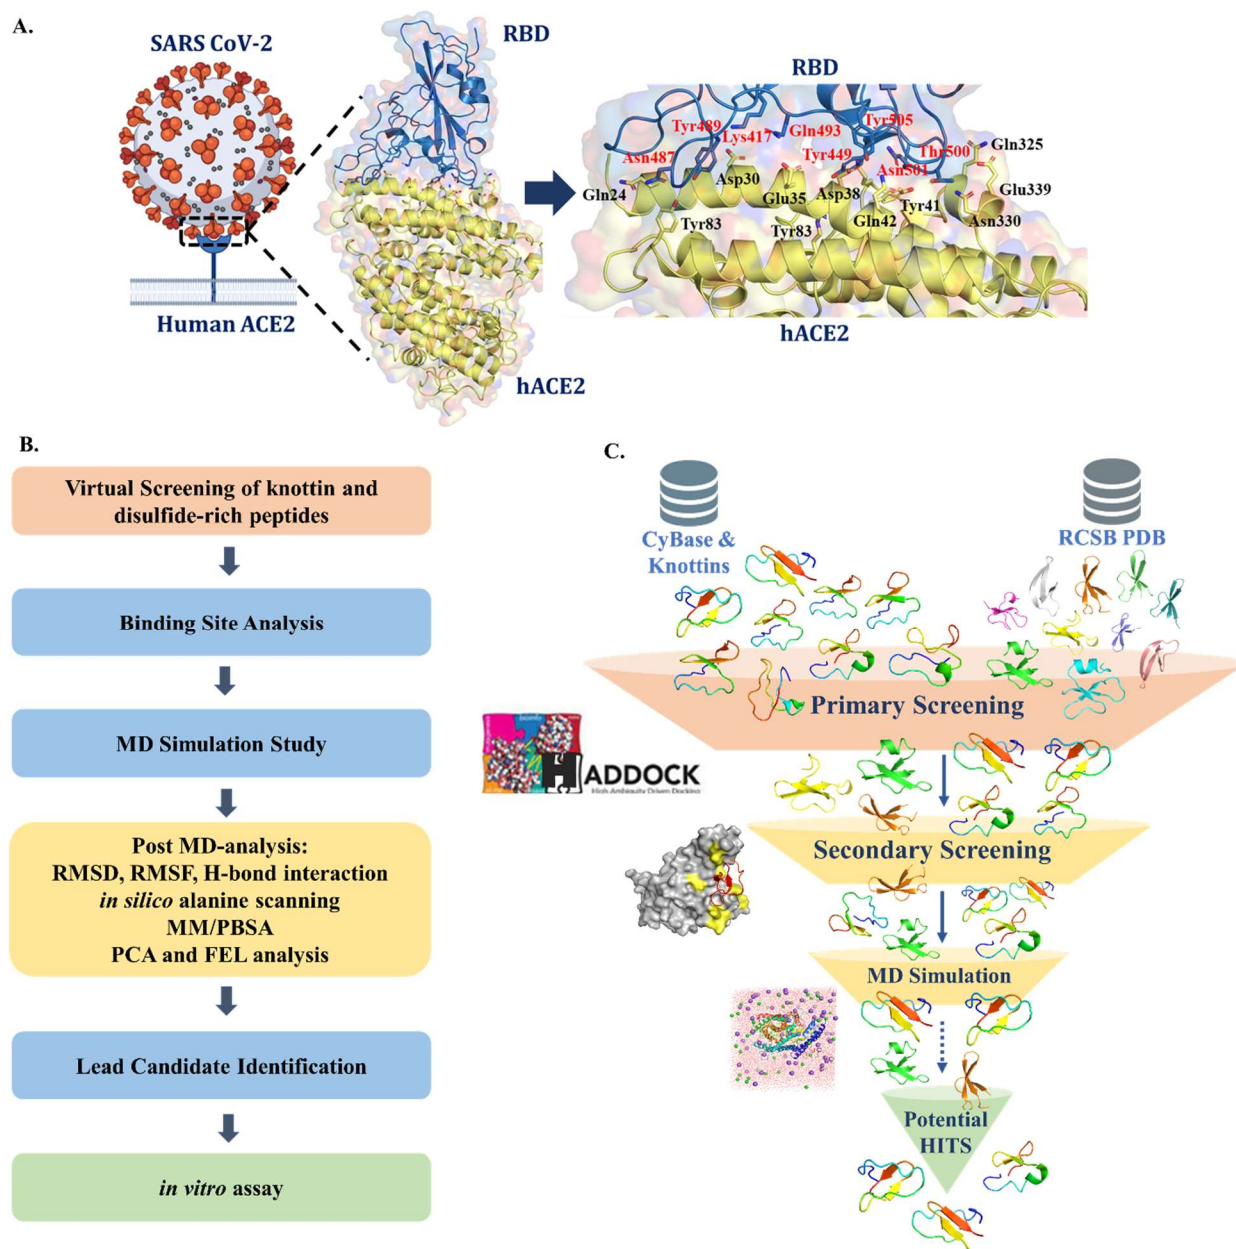 A.
SARS CoV-2
RBD
Human ACE2
hACE2
RBD
Tyr489
Lys417
Gln493
Tyr505
Asn487
Tyr449
Asn501
Thr500
Gln325
Gln24
Asp30
Glu35
Asp38
Gln42
Tyr41
Glu339
Asn330
Tyr83
Tyr83
hACE2
B.
Virtual Screening of knottin and
disulfide-rich peptides
Binding Site Analysis
MD Simulation Study
Post MD-analysis:
RMSD, RMSF, H-bond interaction
in silico alanine scanning
MM/PBSA
PCA and FEL analysis
Lead Candidate Identification
in vitro assay
C.
CyBase &
Knottins
RCSB PDB
Primary Screening
HADDOCK
High Ambiguity Driven Docking
Secondary Screening
MD Simulation
Potential
HITS